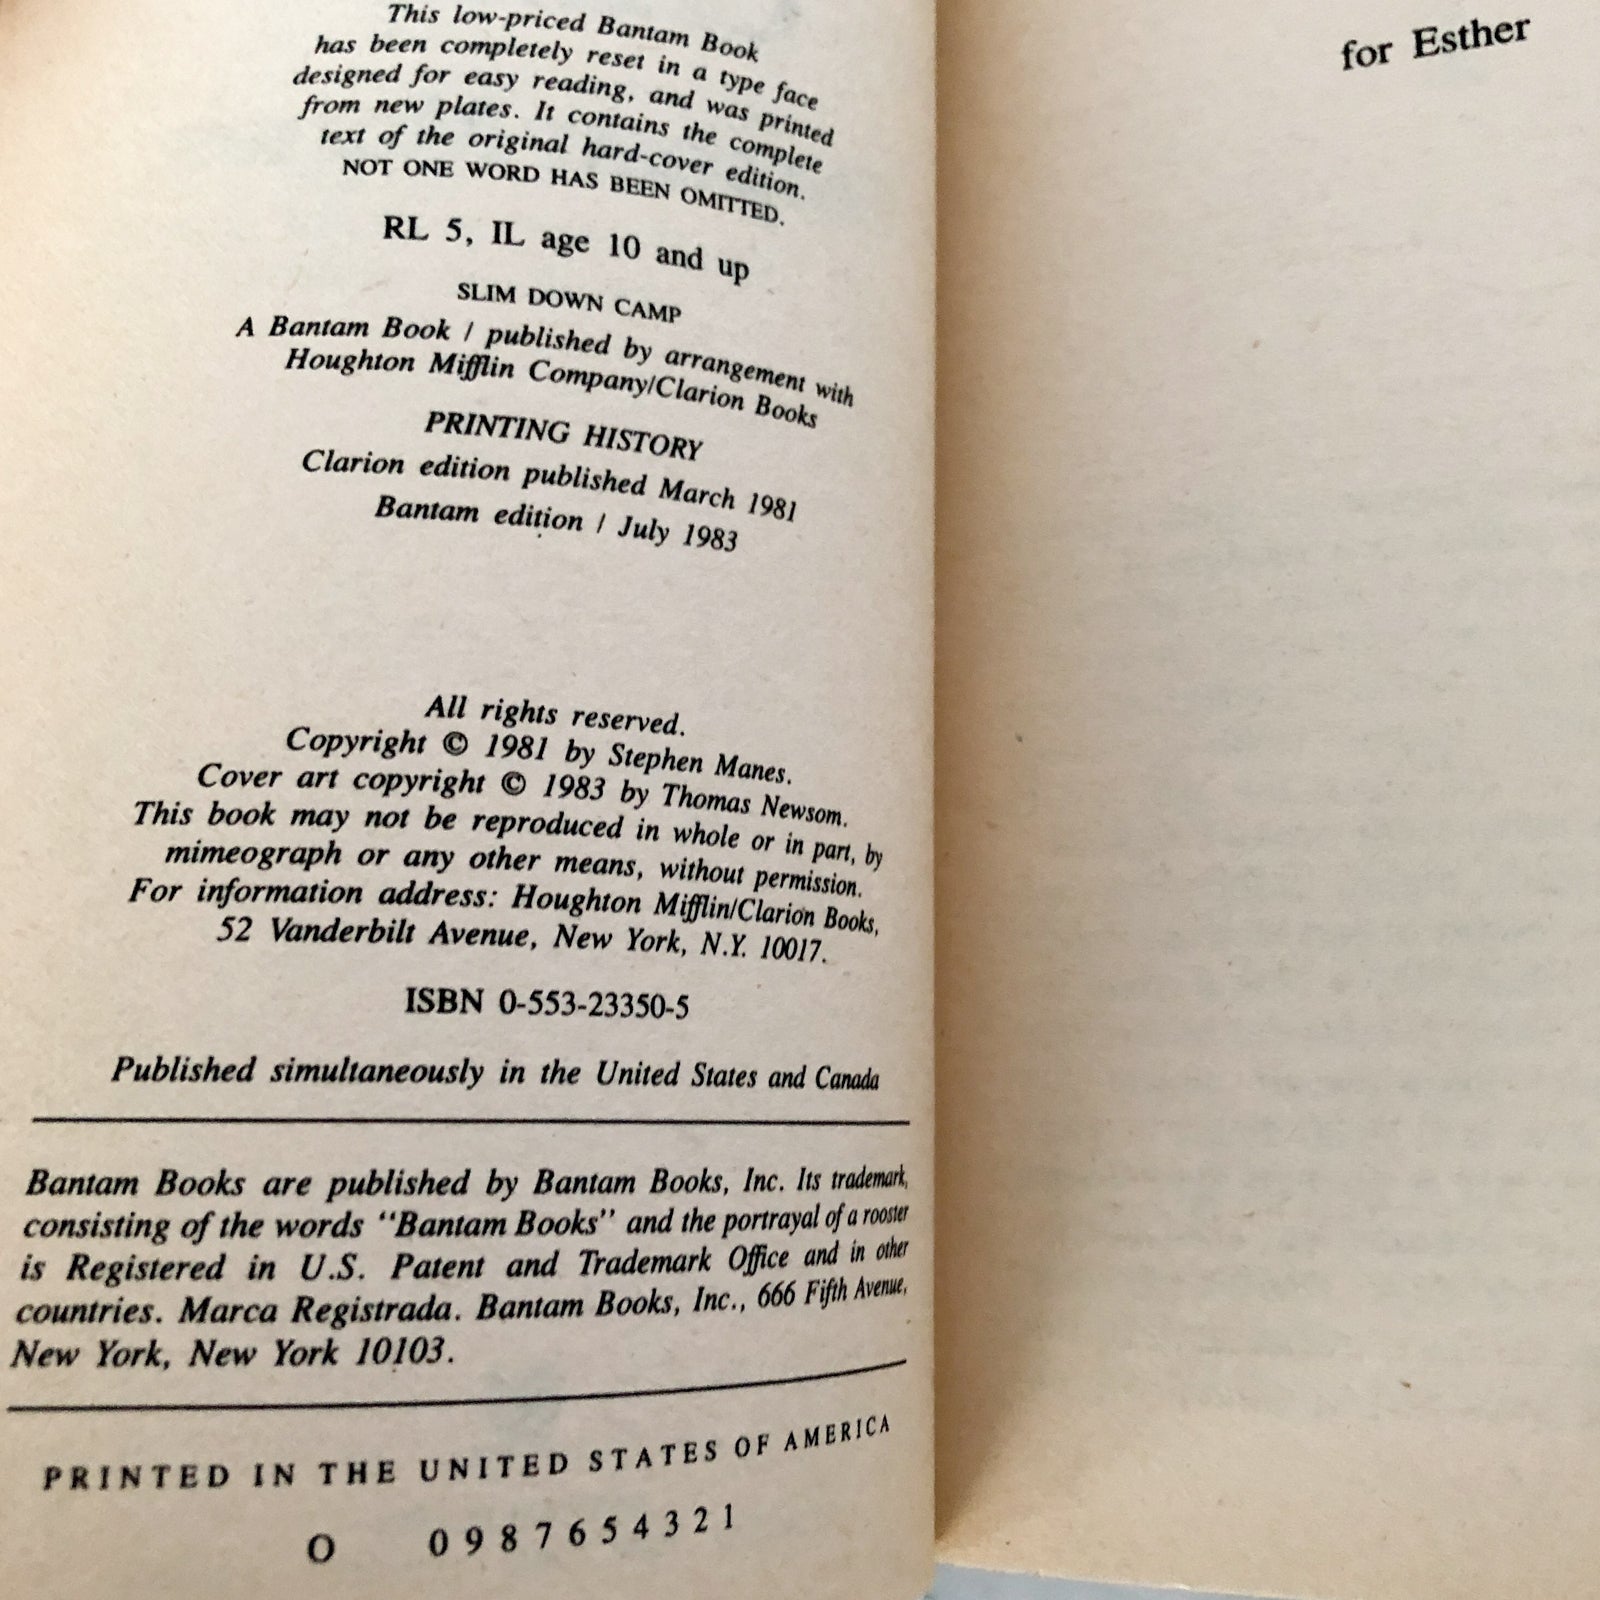 This low-priced Bantam Book
has been completely reset in a type face
designed for easy reading, and was printed
from new plates. It contains the complete
text of the original hard-cover edition.
NOT ONE WORD HAS BEEN OMITTED.
RL 5, IL age 10 and up
SLIM DOWN CAMP
A Bantam Book / published by arrangement with
Houghton Mifflin Company/Clarion Books
PRINTING HISTORY
Clarion edition published March 1981
Bantam edition / July 1983
All rights reserved.
Copyright © 1981 by Stephen Manes.
Cover art copyright © 1983 by Thomas Newsom.
This book may not be reproduced in whole or in part, by
mimeograph or any other means, without permission.
For information address: Houghton Mifflin/Clarion Books,
52 Vanderbilt Avenue, New York, N.Y. 10017.
ISBN 0-553-23350-5
Published simultaneously in the United States and Canada
Bantam Books are published by Bantam Books, Inc. Its trademark,
consisting of the words "Bantam Books" and the portrayal of a rooster
is Registered in U.S. Patent and Trademark Office and in other
countries. Marca Registrada. Bantam Books, Inc., 666 Fifth Avenue,
New York, New York 10103.
PRINTED IN THE UNITED STATES OF AMERICA
O 0 9 8 7 6 5 4 3 2 1
for Esther